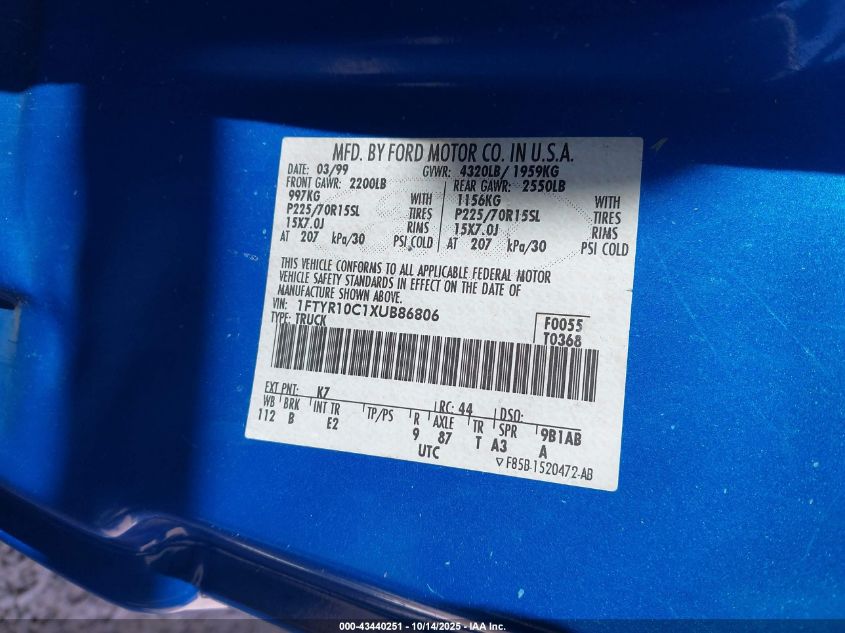 MFD. BY FORD MOTOR CO. IN U.S.A.
DATE: 03/99 GVWR: 4320LB/ 1959KG
FRONT GAWR: 2200LB REAR GAWR: 2550LB
997KG WITH 1156KG WITH
P225/70R15SL TIRES P225/70R15SL TIRES
15X7.0J RIMS 15X7.0J RIMS
AT 207 kPa/30 PSI COLD AT 207 kPa/30 PSI COLD
THIS VEHICLE CONFORMS TO ALL APPLICABLE FEDERAL MOTOR
VEHICLE SAFETY STANDARDS IN EFFECT ON THE DATE OF
MANUFACTURE SHOWN ABOVE.
VIN: 1FTYR10C1XUB86806 F0055
TYPE: TRUCK T0368
EXT PNT: K7 RC: 44 DSO:
WB BRK INT TR TP/PS R AXLE TR SPR 9B1AB
112 B E2 9 87 T A3 A
UTC ▽F85B-1520472-AB
000-43440251 - 10/14/2025 - IAA Inc.